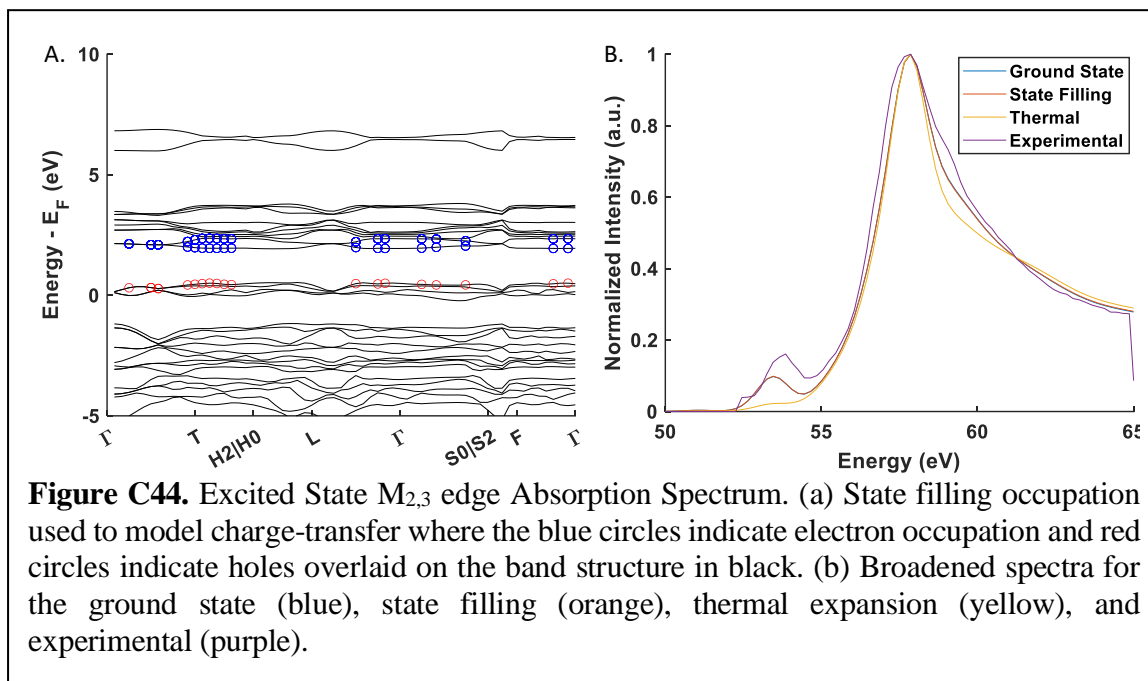 A.
10
5
0
-5
Energy - E_F (eV)
Γ
T
H2|H0
L
Γ
S0|S2
F
Γ
B.
1
0.8
0.6
0.4
0.2
0
Normalized Intensity (a.u.)
50
55
60
65
Energy (eV)
Ground State
State Filling
Thermal
Experimental
Figure C44. Excited State M2,3 edge Absorption Spectrum. (a) State filling occupation
used to model charge-transfer where the blue circles indicate electron occupation and red
circles indicate holes overlaid on the band structure in black. (b) Broadened spectra for
the ground state (blue), state filling (orange), thermal expansion (yellow), and
experimental (purple).